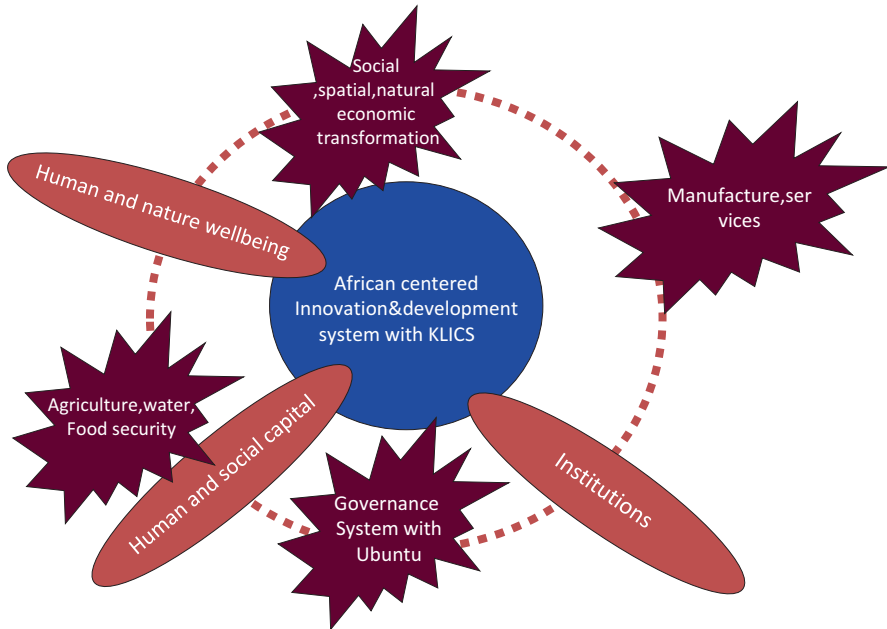 Social
,spatial,natural
economic
transformation
Human and nature wellbeing
Manufacture,ser
vices
African centered
Innovation&development
system with KLICS
Agriculture,water,
Food security
Human and social capital
Governance
System with
Ubuntu
Institutions